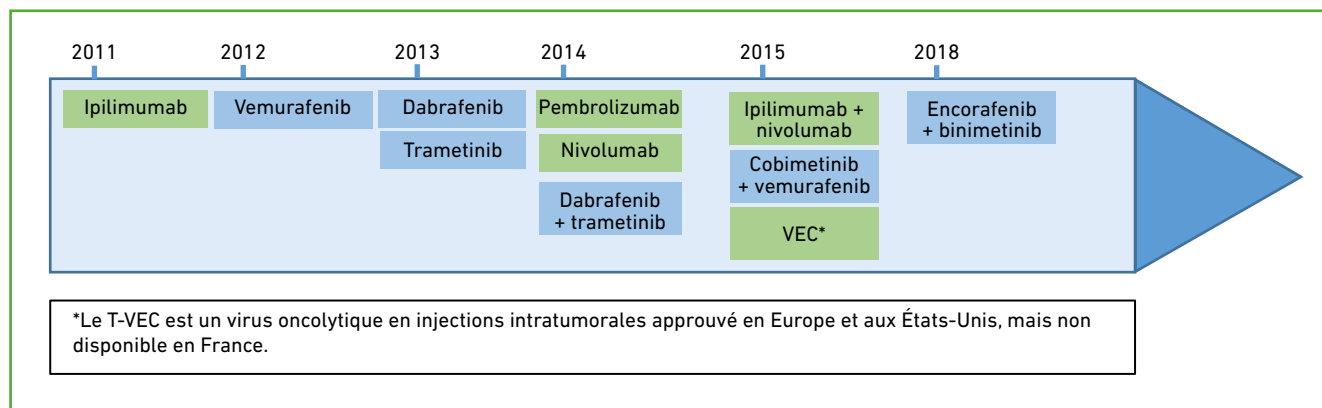 2011
2012
2013
2014
2015
2018
Ipilimumab
Vemurafenib
Dabrafenib
Trametinib
Pembrolizumab
Nivolumab
Dabrafenib
+ trametinib
Ipilimumab +
nivolumab
Cobimetinib
+ vemurafenib
VEC*
Encorafenib
+ binimetinib
*Le T-VEC est un virus oncolytique en injections intratumorales approuvé en Europe et aux États-Unis, mais non
disponible en France.